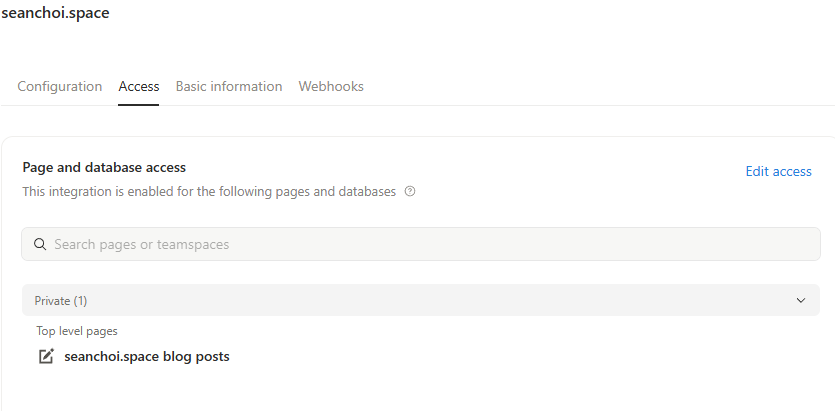 seanchoi.space
Configuration Access Basic information Webhooks
Page and database access
Edit access
This integration is enabled for the following pages and databases
Search pages or teamspaces
Private (1)
Top level pages
seanchoi.space blog posts